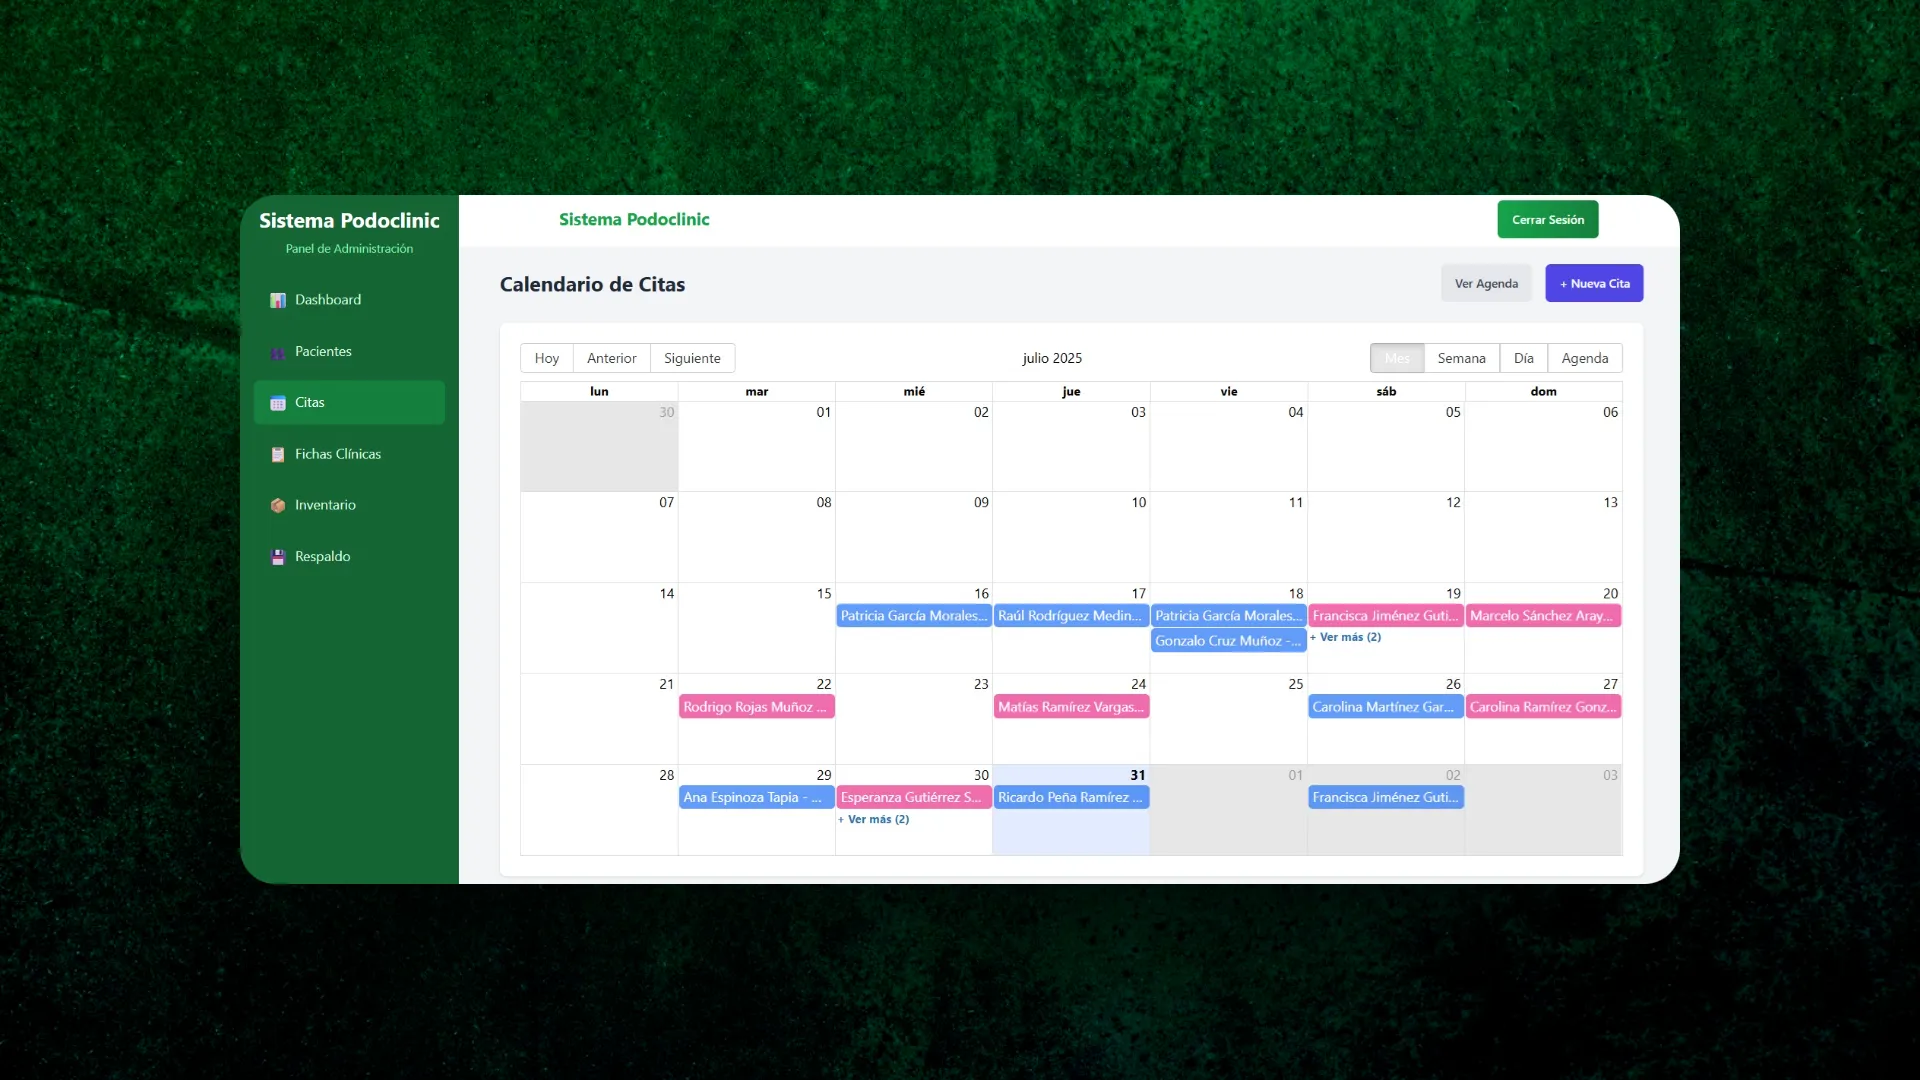 Sistema Podoclinic
Panel de Administración
Dashboard
Pacientes
Citas
Fichas Clínicas
Inventario
Respaldo
Sistema Podoclinic
Cerrar Sesión
Calendario de Citas
Ver Agenda
+ Nueva Cita
Hoy Anterior Siguiente
julio 2025
Mes Semana Día Agenda
lun mar mié jue vie sáb dom
30 01 02 03 04 05 06
07 08 09 10 11 12 13
14 15 16 17 18 19 20
Patricia García Morales... Raúl Rodríguez Medin... Patricia García Morales... Francisca Jiménez Guti... Marcelo Sánchez Aray...
Gonzalo Cruz Muñoz -... + Ver más (2)
21 22 23 24 25 26 27
Rodrigo Rojas Muñoz ... Matías Ramírez Vargas... Carolina Martínez Gar... Carolina Ramírez Gonz...
28 29 30 31 01 02 03
Ana Espinoza Tapia - ... Esperanza Gutiérrez S... Ricardo Peña Ramírez ... Francisca Jiménez Guti...
+ Ver más (2)